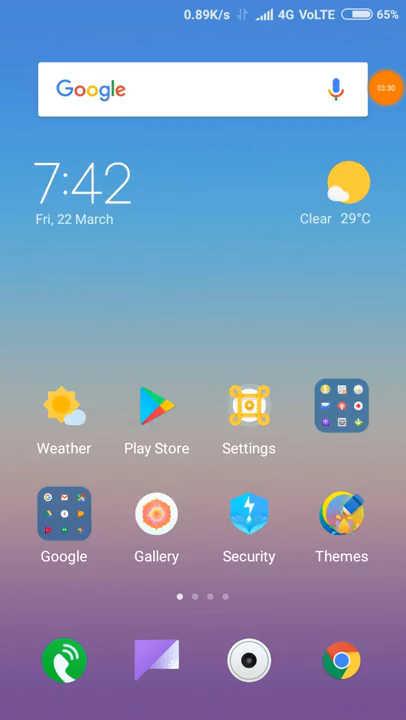 0.89K/s 4G VoLTE 65%
Google
03:30
7:42
Fri, 22 March
Clear 29°C
Weather
Play Store
Settings
Google
Gallery
Security
Themes